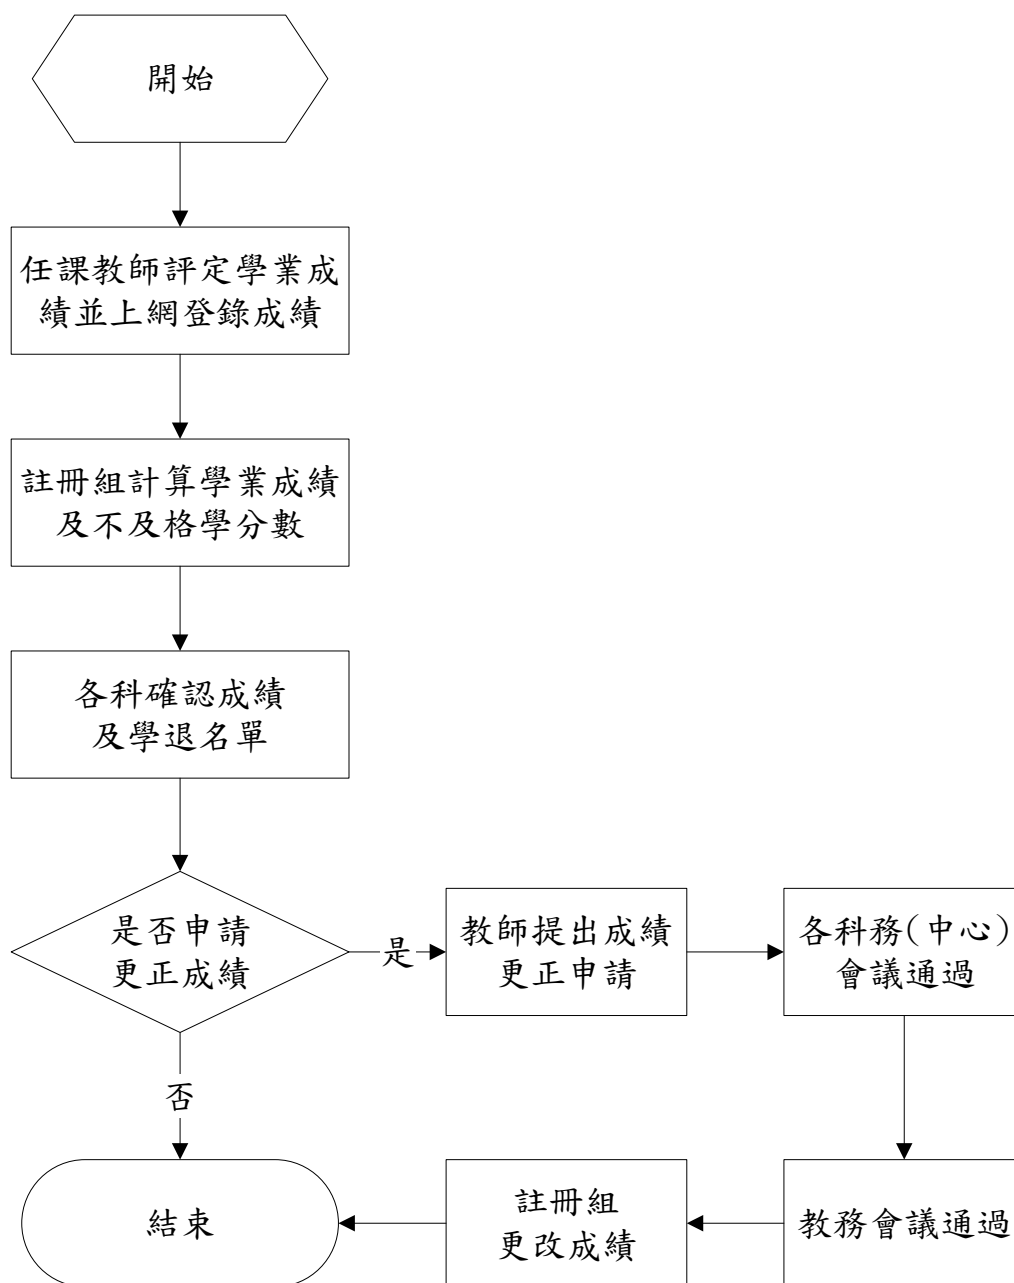 開始
任課教師評定學業成
績並上網登錄成績
註冊組計算學業成績
及不及格學分數
各科確認成績
及學退名單
是否申請
更正成績
是
教師提出成績
更正申請
各科務(中心)
會議通過
否
結束
註冊組
更改成績
教務會議通過